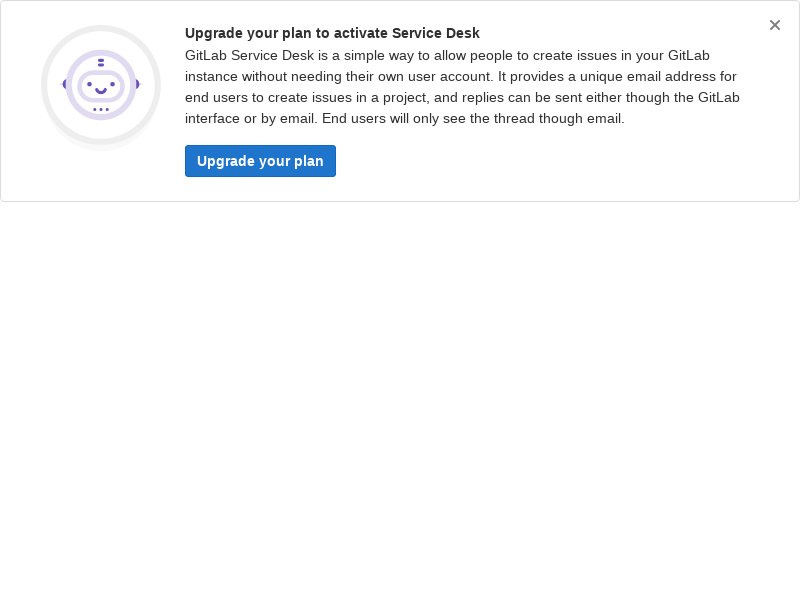 Upgrade your plan to activate Service Desk
GitLab Service Desk is a simple way to allow people to create issues in your GitLab
instance without needing their own user account. It provides a unique email address for
end users to create issues in a project, and replies can be sent either though the GitLab
interface or by email. End users will only see the thread though email.
Upgrade your plan